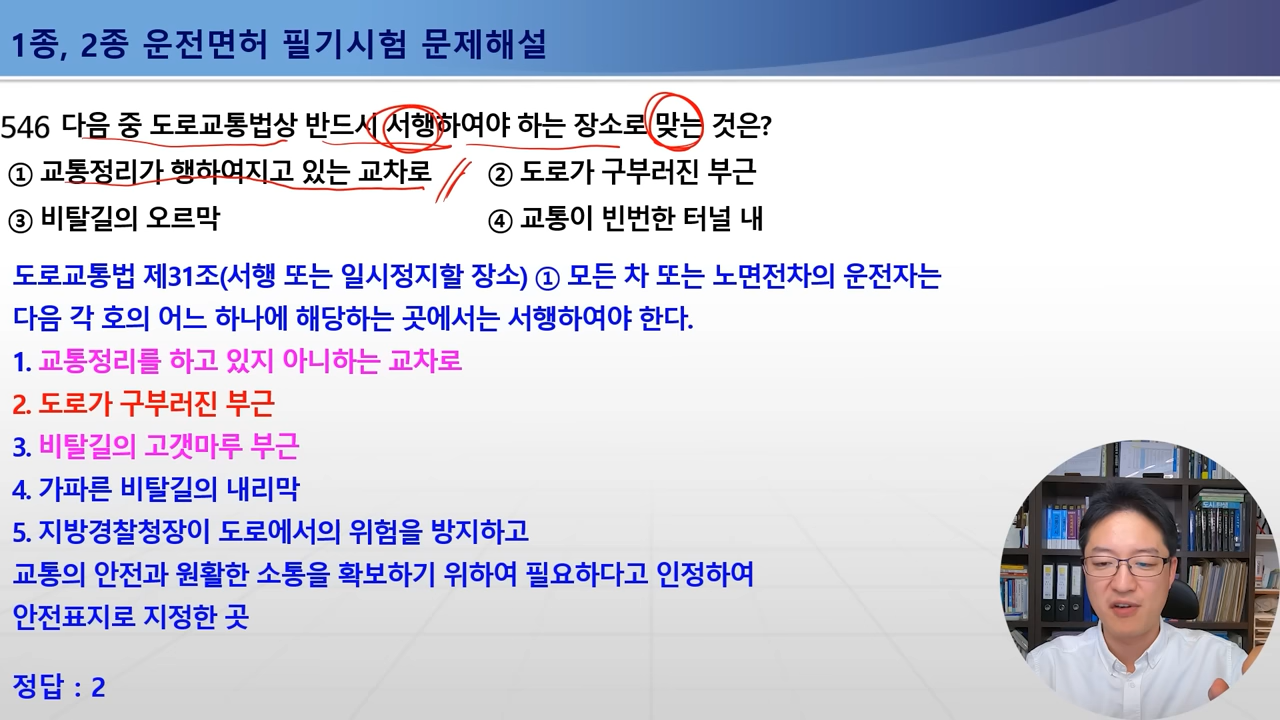 1종, 2종 운전면허 필기시험 문제해설
546 다음 중 도로교통법상 반드시 서행하여야 하는 장소로 맞는 것은?
① 교통정리가 행하여지고 있는 교차로 ② 도로가 구부러진 부근
③ 비탈길의 오르막 ④ 교통이 빈번한 터널 내
도로교통법 제31조(서행 또는 일시정지할 장소) ① 모든 차 또는 노면전차의 운전자는
다음 각 호의 어느 하나에 해당하는 곳에서는 서행하여야 한다.
1. 교통정리를 하고 있지 아니하는 교차로
2. 도로가 구부러진 부근
3. 비탈길의 고갯마루 부근
4. 가파른 비탈길의 내리막
5. 지방경찰청장이 도로에서의 위험을 방지하고
교통의 안전과 원활한 소통을 확보하기 위하여 필요하다고 인정하여
안전표지로 지정한 곳
정답 : 2